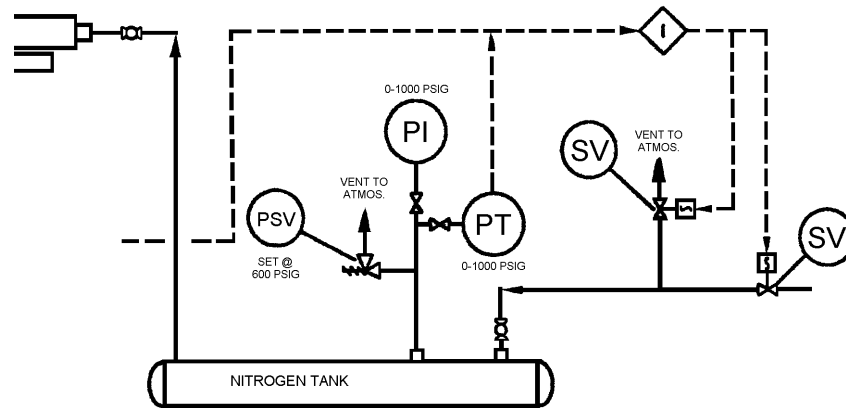 I
0-1000 PSIG
PI
SV
VENT TO
ATMOS.
VENT TO
ATMOS.
PSV
PT
SV
SET @
600 PSIG
0-1000 PSIG
NITROGEN TANK